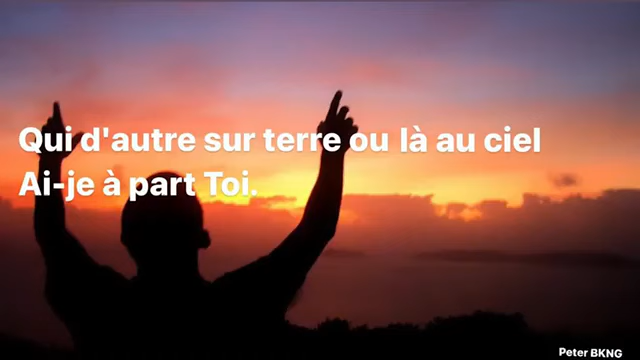 Qui d'autre sur terre ou là au ciel
Ai-je à part Toi.
Peter BKNG